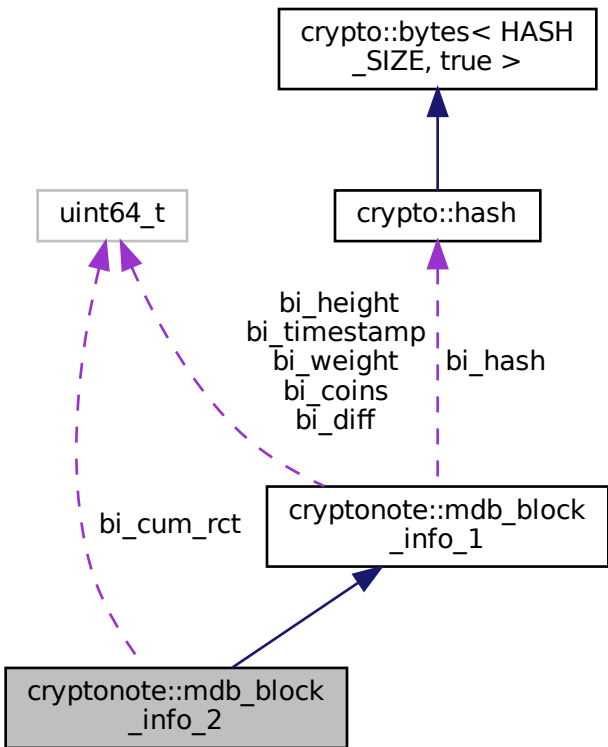 crypto::bytes< HASH
_SIZE, true >
uint64_t
crypto::hash
bi_height
bi_timestamp
bi_weight
bi_coins
bi_diff
bi_hash
cryptonote::mdb_block
_info_1
bi_cum_rct
cryptonote::mdb_block
_info_2